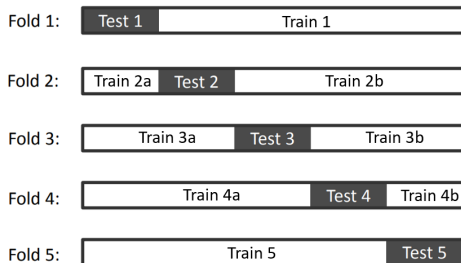 Fold 1: Test 1 Train 1
Fold 2: Train 2a Test 2 Train 2b
Fold 3: Train 3a Test 3 Train 3b
Fold 4: Train 4a Test 4 Train 4b
Fold 5: Train 5 Test 5